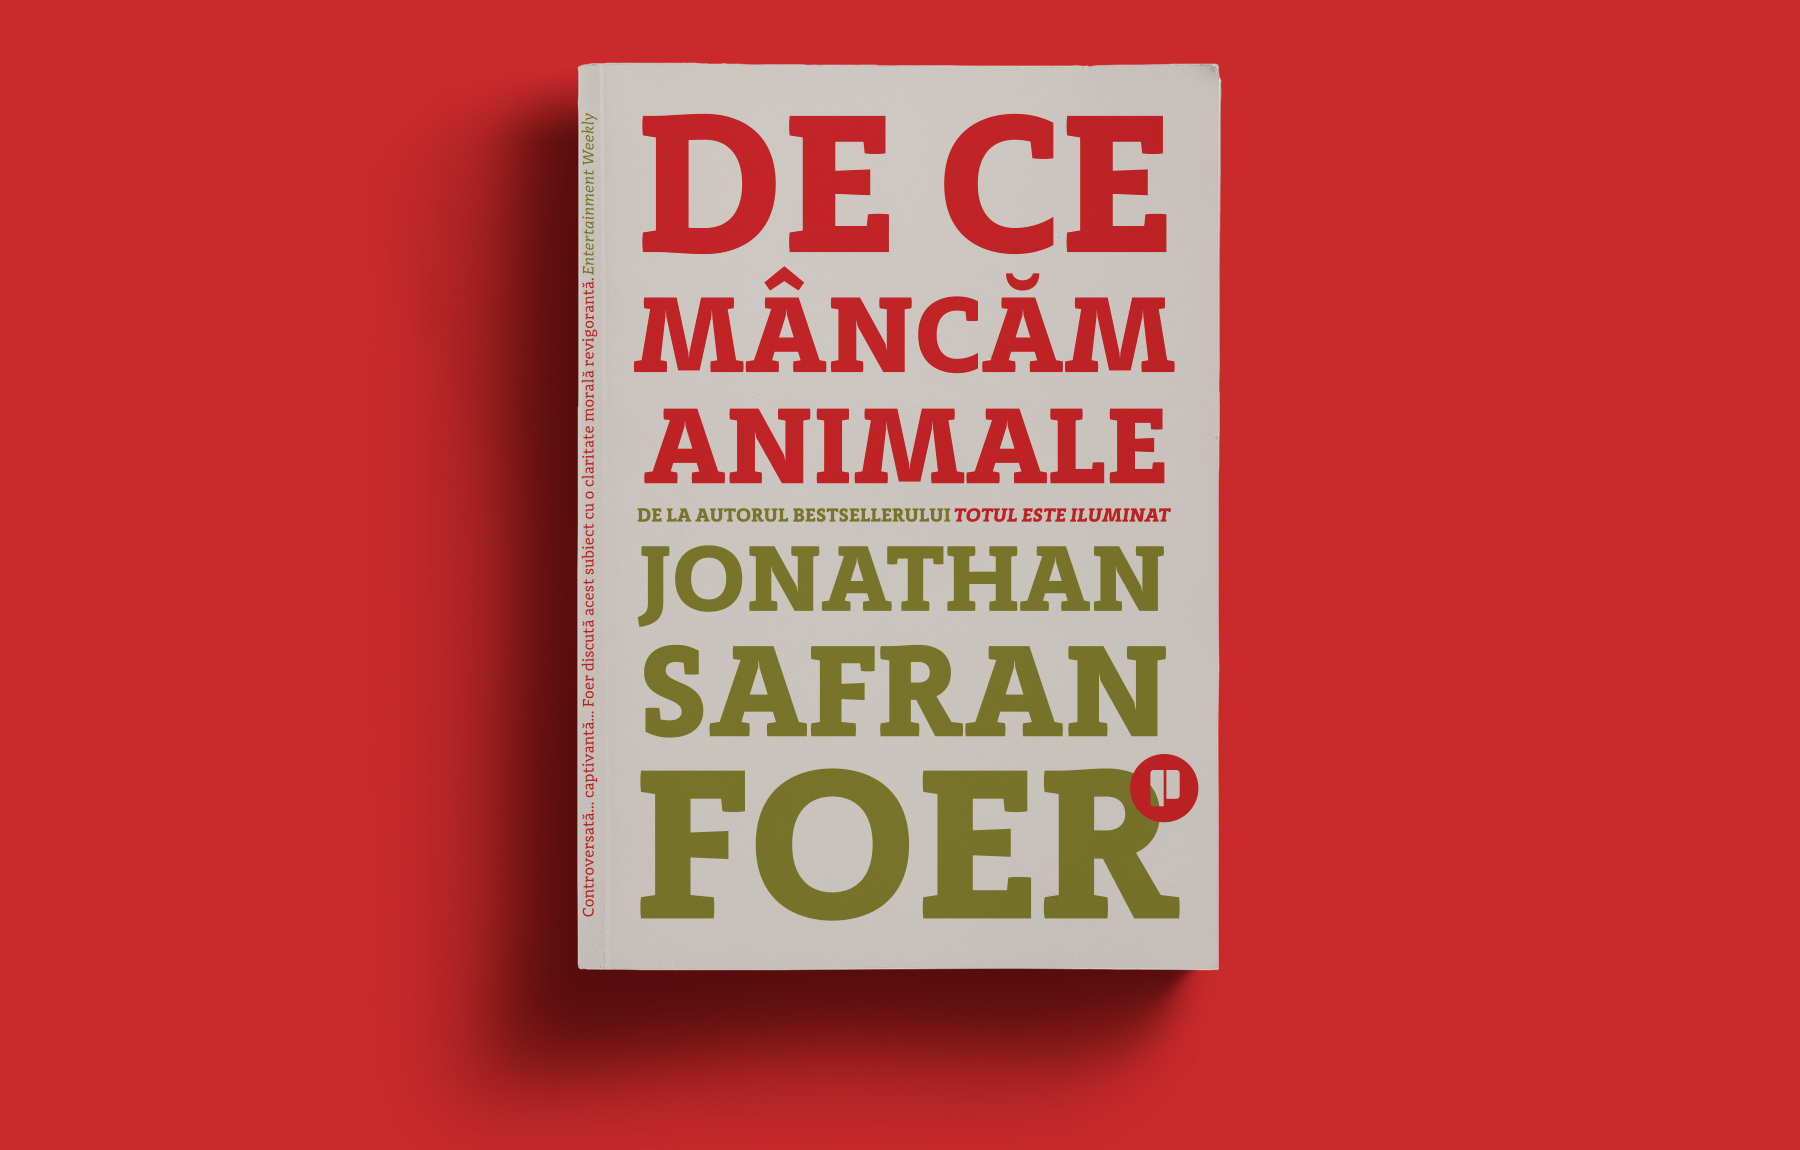 DE CE
MÂNCĂM
ANIMALE
DE LA AUTORUL BESTSELLERULUI TOTUL ESTE ILUMINAT
JONATHAN
SAFRAN
FOER
Controversată... captivantă... Foer discută acest subiect cu o claritate morală revigorantă. Entertainment Weekly